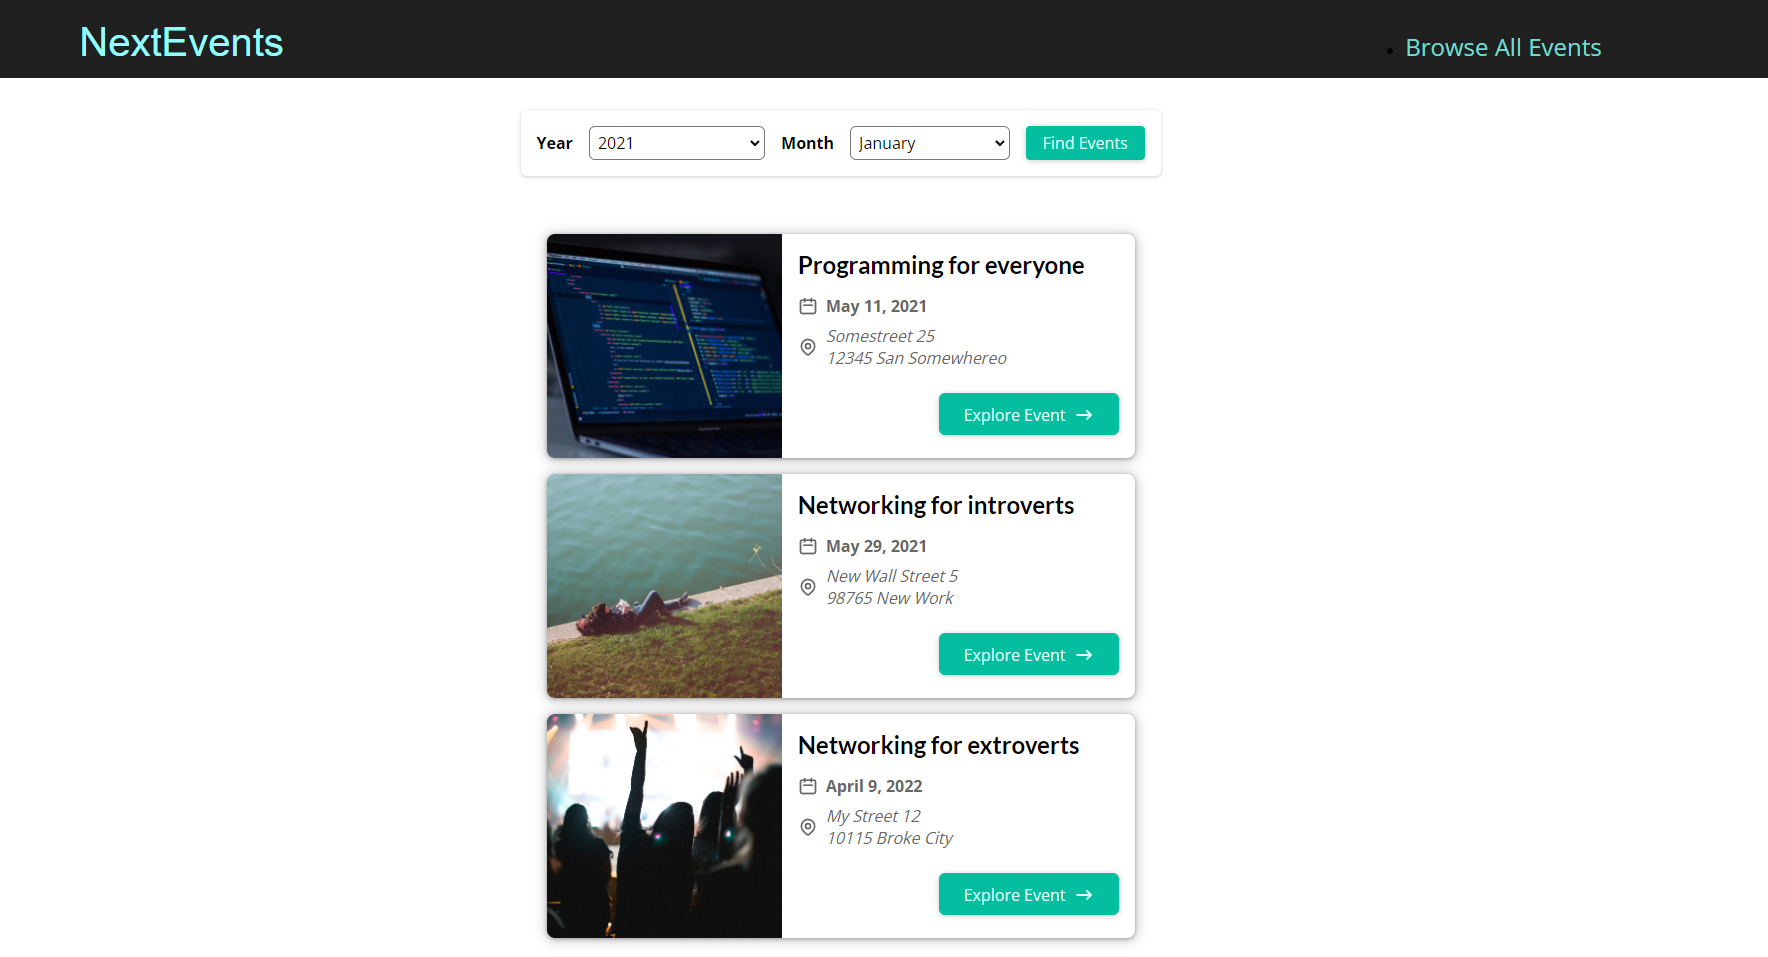 NextEvents
Browse All Events
Year 2021 Month January Find Events
Programming for everyone
May 11, 2021
Somestreet 25
12345 San Somewhereo
Explore Event
Networking for introverts
May 29, 2021
New Wall Street 5
98765 New Work
Explore Event
Networking for extroverts
April 9, 2022
My Street 12
10115 Broke City
Explore Event